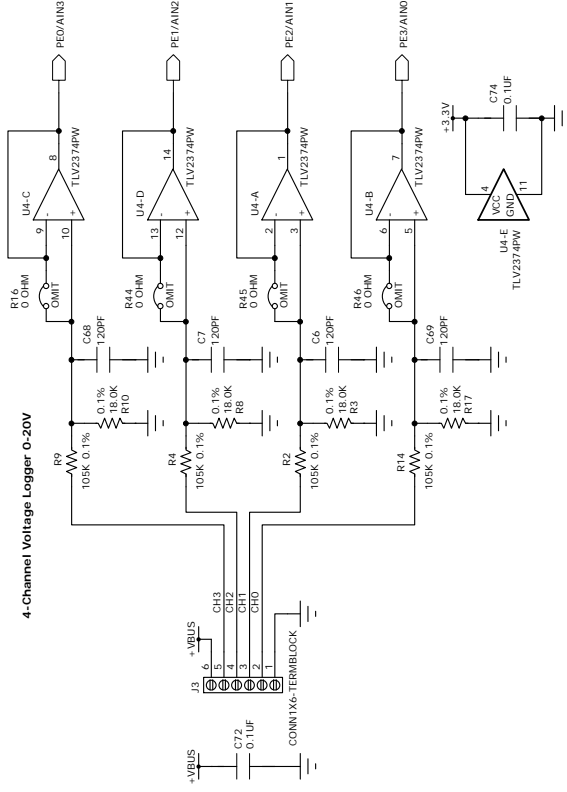 4-Channel Voltage Logger 0-20V
+VBUS
C72
0.1UF
+VBUS
J3
6
5
4
3
2
1
CONN1X6-TERMBLOCK
CH3
CH2
CH1
CH0
R9
105K 0.1%
0.1%
18.0K
R10
C68
120PF
R16
0 OHM
OMIT
9
10
-
+
U4-C
8
TLV2374PW
PE0/AIN3
R4
105K 0.1%
0.1%
18.0K
R8
C7
120PF
R44
0 OHM
OMIT
13
12
-
+
U4-D
14
TLV2374PW
PE1/AIN2
R2
105K 0.1%
0.1%
18.0K
R3
C6
120PF
R45
0 OHM
OMIT
2
3
-
+
U4-A
1
TLV2374PW
PE2/AIN1
R14
105K 0.1%
0.1%
18.0K
R17
C69
120PF
R46
0 OHM
OMIT
6
5
-
+
U4-B
7
TLV2374PW
PE3/AIN0
+3.3V
C74
0.1UF
4
VCC
GND
11
U4-E
TLV2374PW